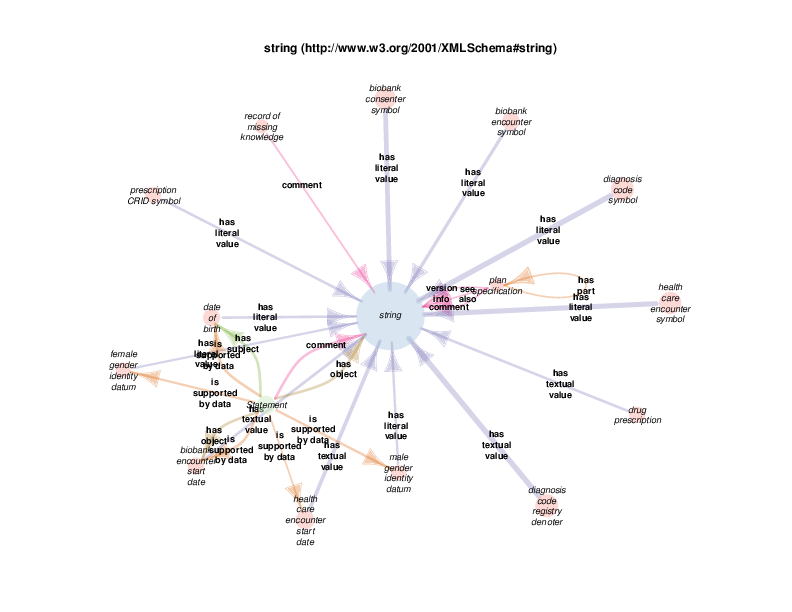 string (http://www.w3.org/2001/XMLSchema#string)
biobank
consenter
symbol
record of
missing
knowledge
biobank
encounter
symbol
has
literal
value
comment
has
literal
value
prescription
CRID symbol
diagnosis
code
symbol
has
literal
value
has
literal
value
version
info
see
also
comment
plan
specification
has
part
has
literal
value
health
care
encounter
symbol
string
date
of
birth
has
literal
value
has
subject
comment
has
object
has
literal
value
is
supported
by data
female
gender
identity
datum
is
supported
by data
Statement
has
textual
value
has
textual
value
drug
prescription
has
object
is
supported
by data
biobank
encounter
start
date
is
supported
by data
is
supported
by data
has
textual
value
has
literal
value
male
gender
identity
datum
has
textual
value
health
care
encounter
start
date
diagnosis
code
registry
denoter